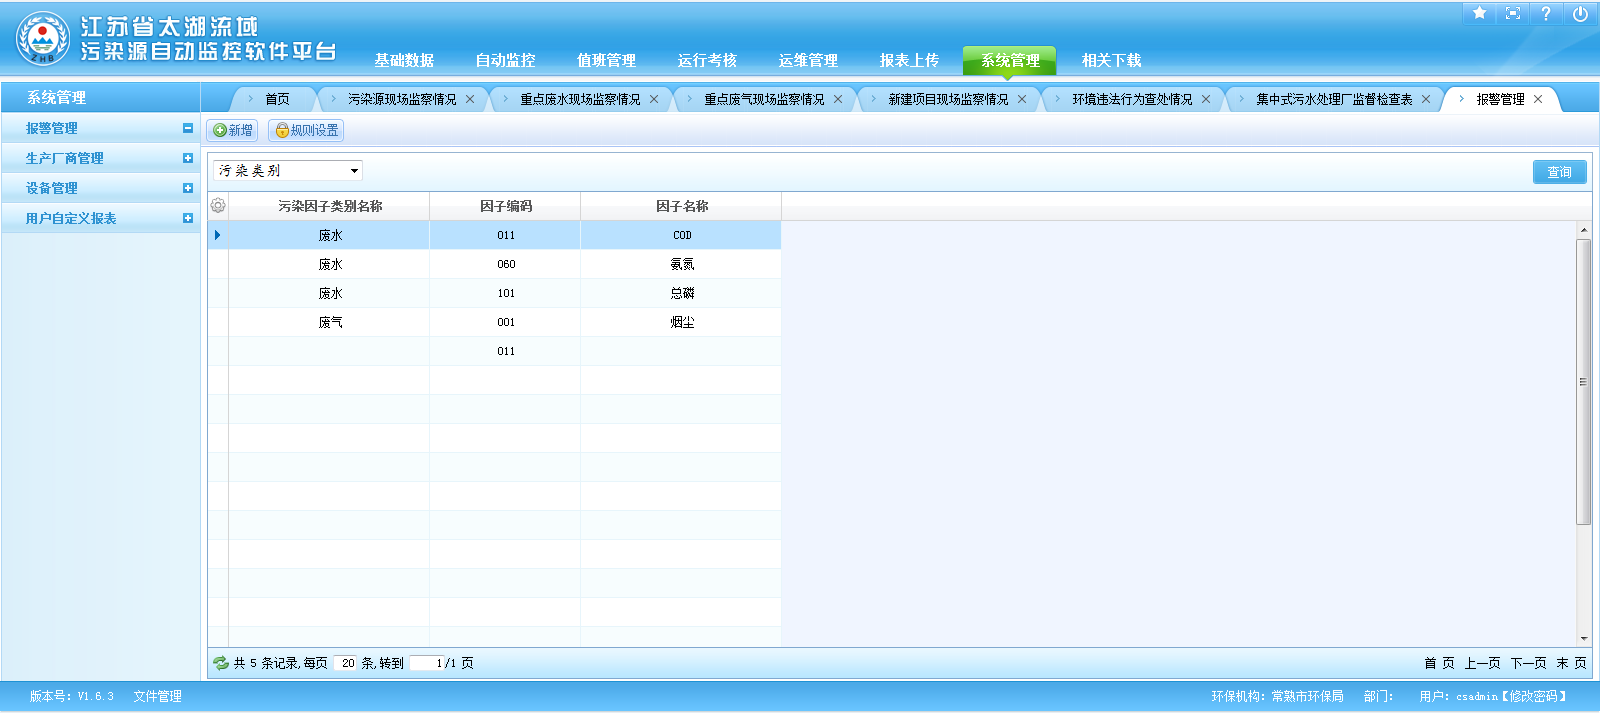 江苏省太湖流域
污染源自动监控软件平台
ZHB
基础数据 自动监控 值班管理 运行考核 运维管理 报表上传 系统管理 相关下载
系统管理
首页 污染源现场监察情况 重点废水现场监察情况 重点废气现场监察情况 新建项目现场监察情况 环境违法行为查处情况 集中式污水处理厂监督检查表 报警管理
报警管理
生产厂商管理
设备管理
用户自定义报表
新增 规则设置
污染类别
查询
污染因子类别名称 因子编码 因子名称
废水 011 COD
废水 060 氨氮
废水 101 总磷
废气 001 烟尘
011
共 5 条记录,每页 20 条,转到 1/1 页
首 页 上一页 下一页 末 页
版本号: V1.6.3 文件管理
环保机构: 常熟市环保局 部门: 用户: csadmin【修改密码】